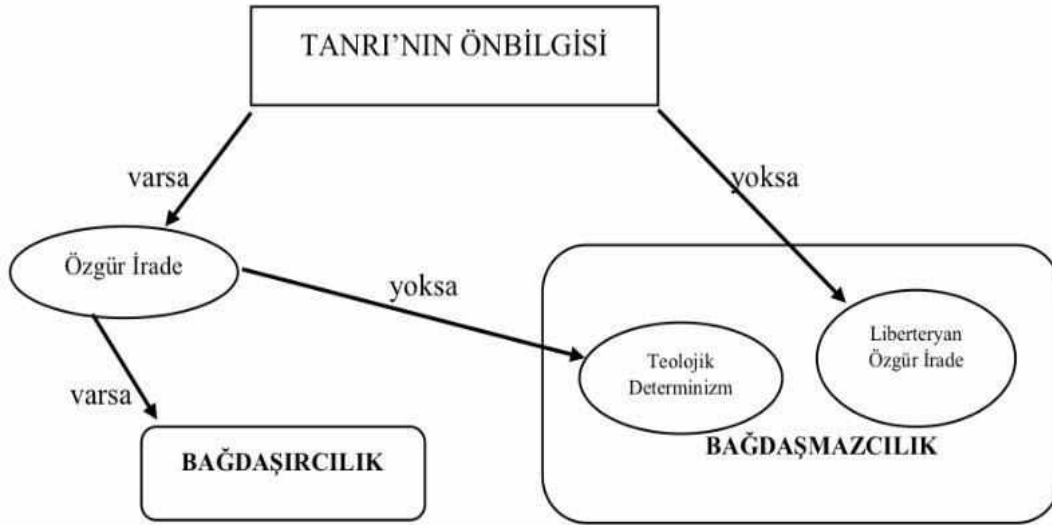 TANRI’NIN ÖNBİLGİSİ
varsa
yoksa
Özgür İrade
yoksa
varsa
Teolojik
Determinizm
Liberteryan
Özgür İrade
BAĞDAŞIRCILIK
BAĞDAŞMAZCILIK